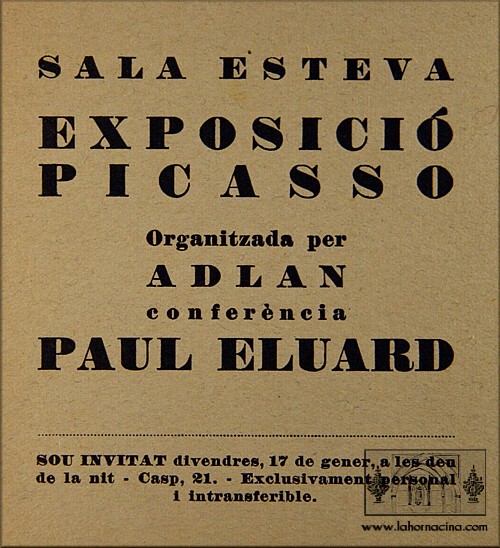 SALA ESTEVA
EXPOSICIÓ
PICASSO
Organitzada per
ADLAN
conferència
PAUL ELUARD
SOU INVITAT divendres, 17 de gener, a les deu
de la nit - Casp, 21. - Exclusivament personal
i intransferible.
www.lahornacina.com